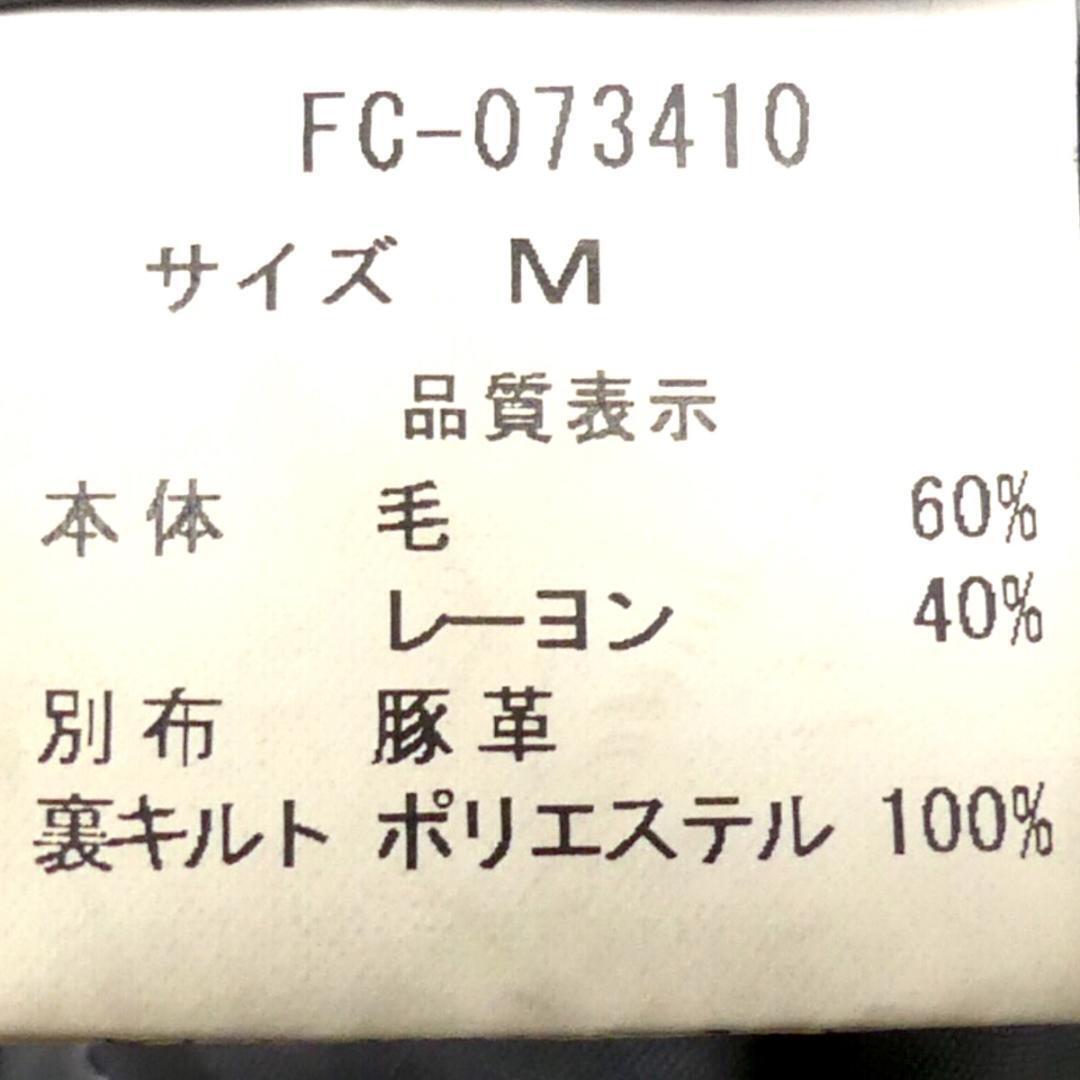 FC-073410
サイズ M
品質表示
本体 毛 60%
レーヨン 40%
別布 豚革
裏キルト ポリエステル 100%